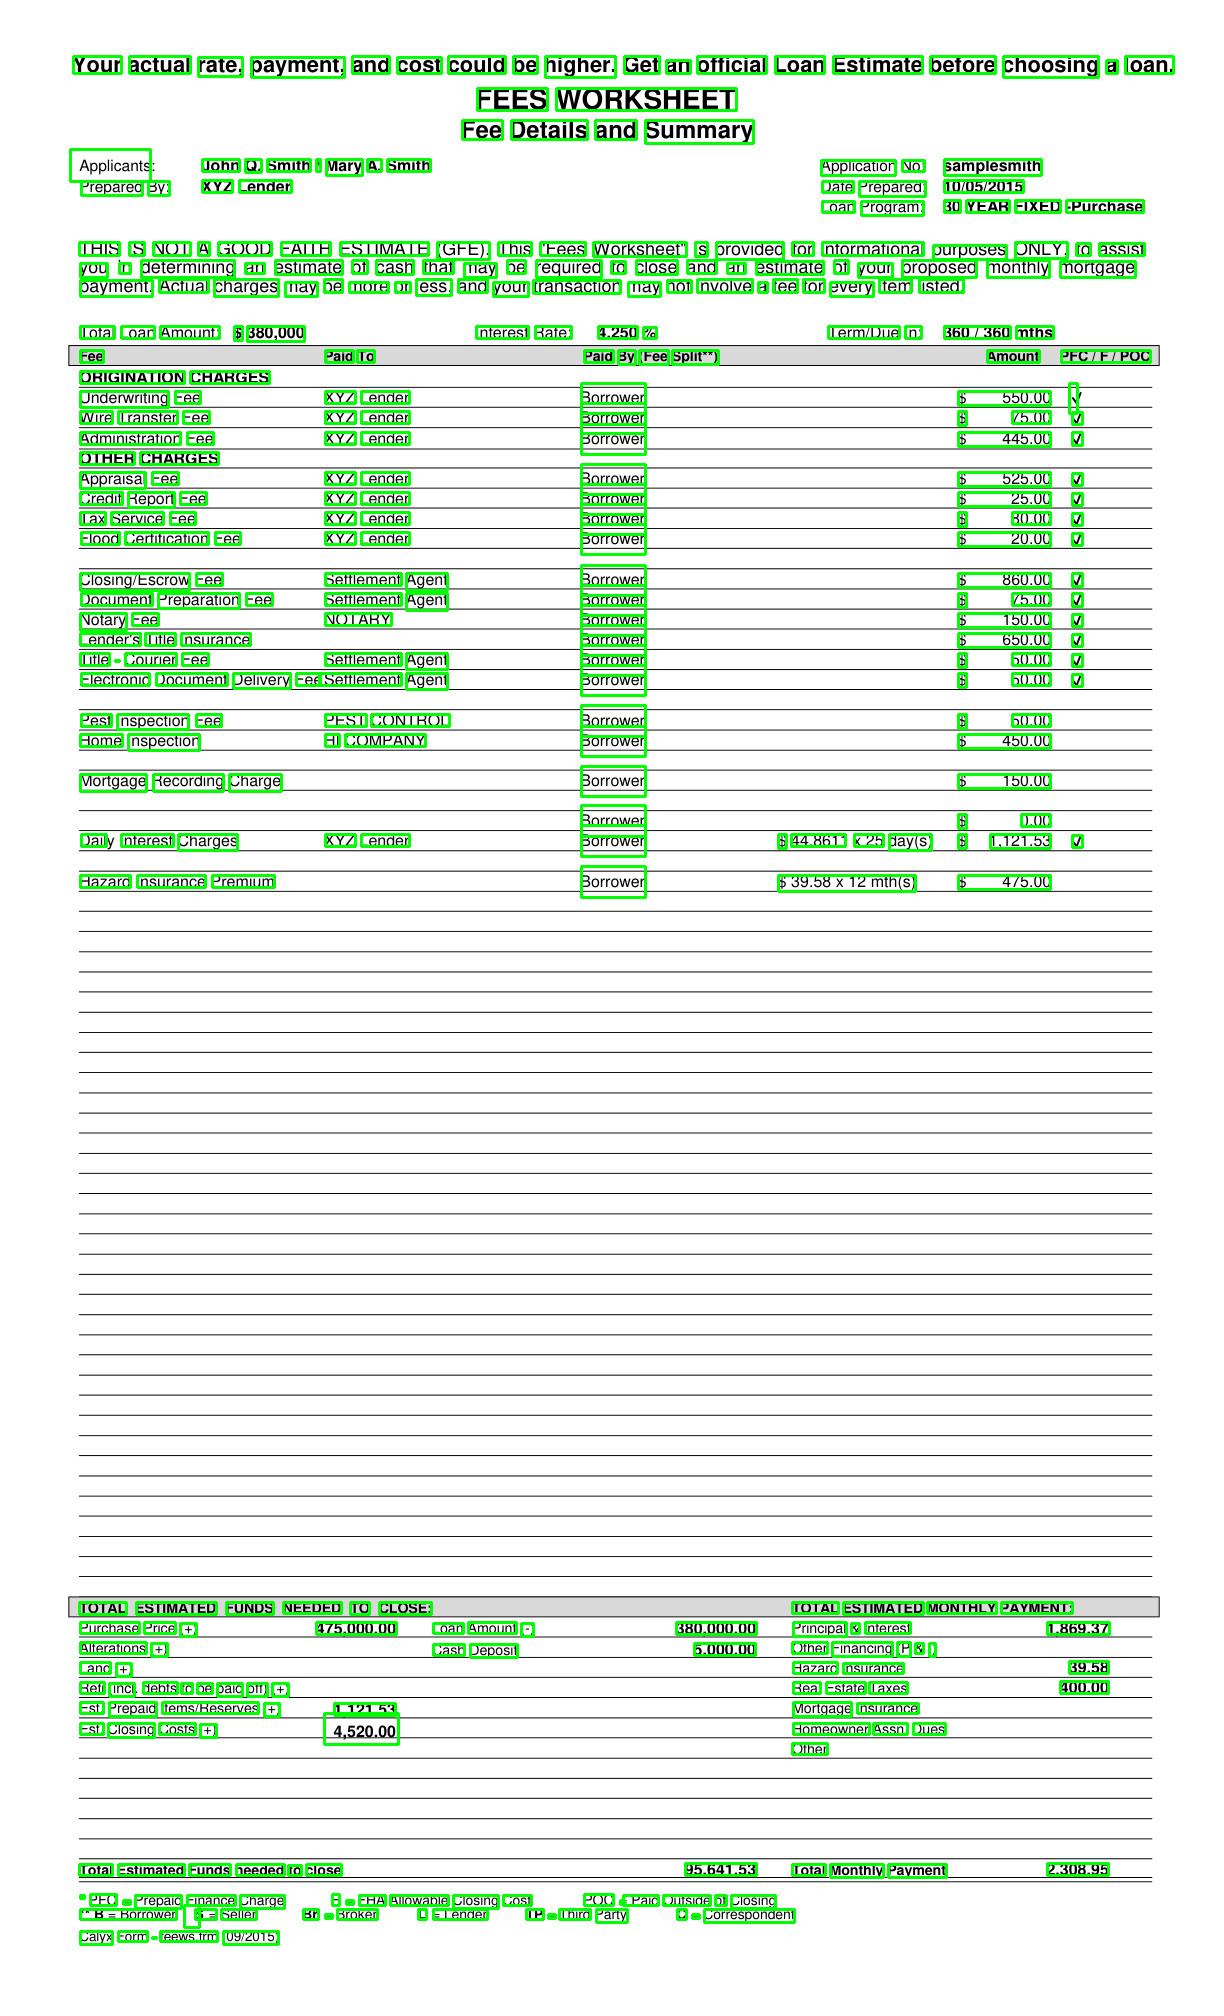 Your actual rate, payment, and cost could be higher. Get an official Loan Estimate before choosing a loan.
FEES WORKSHEET
Fee Details and Summary
Applicants: John Q. Smith / Mary A. Smith Application No: samplesmith
Prepared By: XYZ Lender Date Prepared: 10/05/2015
Loan Program: 30 YEAR FIXED -Purchase
THIS IS NOT A GOOD FAITH ESTIMATE (GFE). This "Fees Worksheet" is provided for informational purposes ONLY, to assist
you in determining an estimate of cash that may be required to close and an estimate of your proposed monthly mortgage
payment. Actual charges may be more or less, and your transaction may not involve a fee for every item listed.
Total Loan Amount: $ 380,000 Interest Rate: 4.250 % Term/Due In: 360 / 360 mths
Fee Paid To Paid By (Fee Split**) Amount PFC / F / POC
ORIGINATION CHARGES
Underwriting Fee XYZ Lender Borrower $ 550.00 ✓
Wire Transfer Fee XYZ Lender Borrower $ 75.00 ✓
Administration Fee XYZ Lender Borrower $ 445.00 ✓
OTHER CHARGES
Appraisal Fee XYZ Lender Borrower $ 525.00 ✓
Credit Report Fee XYZ Lender Borrower $ 25.00 ✓
Tax Service Fee XYZ Lender Borrower $ 80.00 ✓
Flood Certification Fee XYZ Lender Borrower $ 20.00 ✓
Closing/Escrow Fee Settlement Agent Borrower $ 860.00 ✓
Document Preparation Fee Settlement Agent Borrower $ 75.00 ✓
Notary Fee NOTARY Borrower $ 150.00 ✓
Lender's Title Insurance Borrower $ 650.00 ✓
Title - Courier Fee Settlement Agent Borrower $ 50.00 ✓
Electronic Document Delivery Fee Settlement Agent Borrower $ 50.00 ✓
Pest Inspection Fee PEST CONTROL Borrower $ 50.00
Home Inspection HI COMPANY Borrower $ 450.00
Mortgage Recording Charge Borrower $ 150.00
Borrower $ 0.00
Daily Interest Charges XYZ Lender Borrower $ 44.8611 x 25 day(s) $ 1,121.53 ✓
Hazard Insurance Premium Borrower $ 39.58 x 12 mth(s) $ 475.00
TOTAL ESTIMATED FUNDS NEEDED TO CLOSE: TOTAL ESTIMATED MONTHLY PAYMENT:
Purchase Price (+) 475,000.00 Loan Amount (-) 380,000.00 Principal & Interest 1,869.37
Alterations (+) Cash Deposit 5,000.00 Other Financing (P & I)
Land (+) Hazard Insurance 39.58
Refi (incl. debts to be paid off) (+) Real Estate Taxes 400.00
Est. Prepaid Items/Reserves (+) 1,121.53 Mortgage Insurance
Est. Closing Costs (+) 4,520.00 Homeowner Assn. Dues
Other
Total Estimated Funds needed to close 95,641.53 Total Monthly Payment 2,308.95
* PFC = Prepaid Finance Charge F = FHA Allowable Closing Cost POC = Paid Outside of Closing
** B = Borrower S = Seller Br = Broker L = Lender TP = Third Party C = Correspondent
Calyx Form - feews.frm (09/2015)